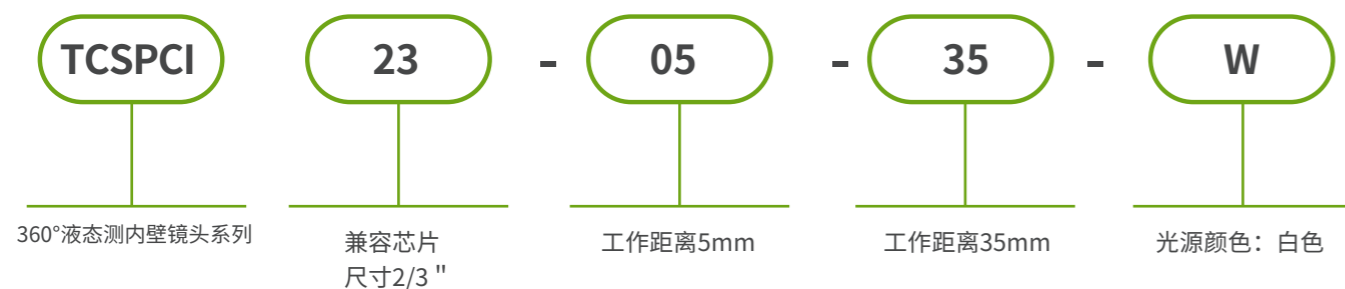 TCSPCI 23 - 05 - 35 - W
360°液态测内壁镜头系列
兼容芯片
尺寸2/3＂
工作距离5mm
工作距离35mm
光源颜色：白色